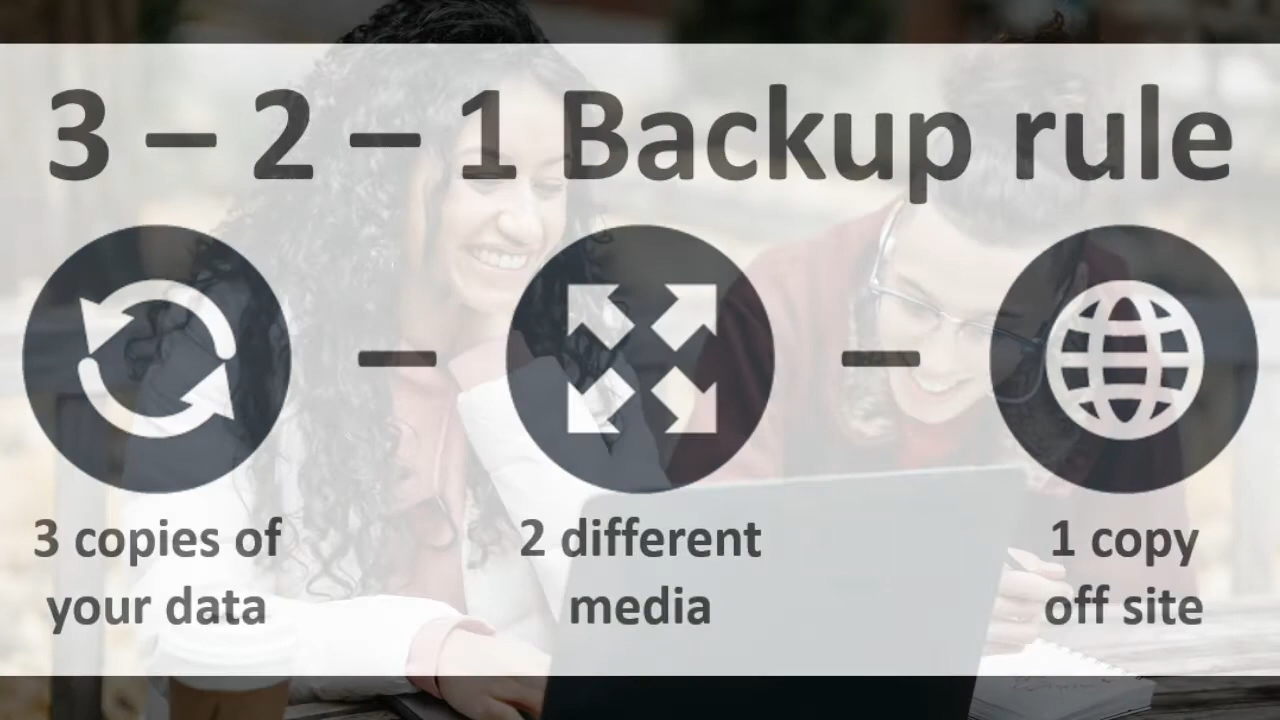 3 – 2 – 1 Backup rule
3 copies of
your data
2 different
media
1 copy
off site